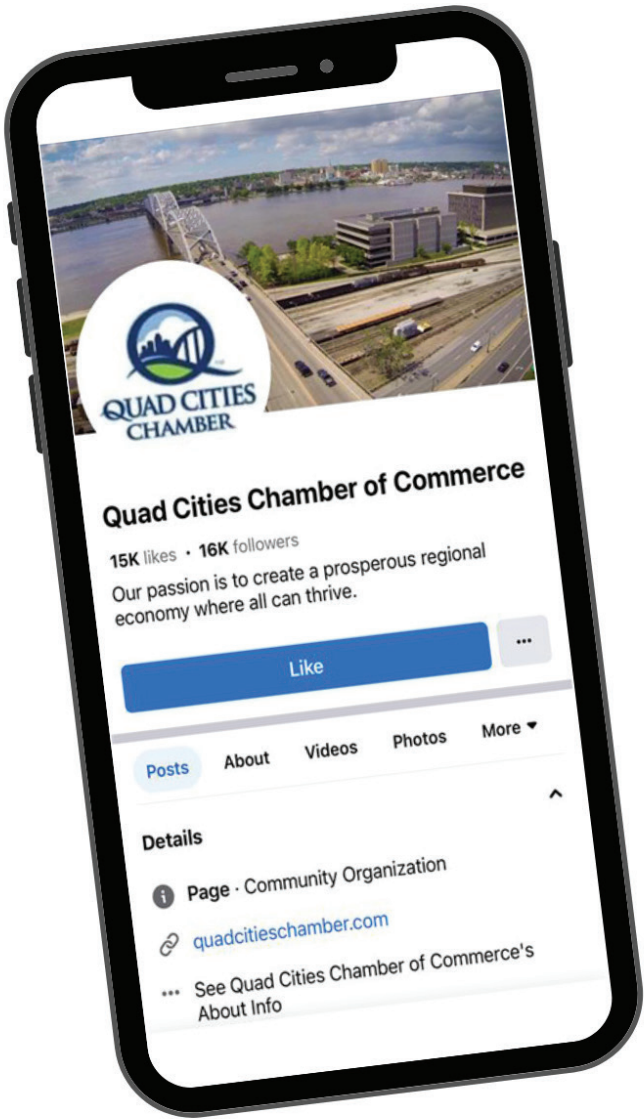 QUAD CITIES
CHAMBER
Quad Cities Chamber of Commerce
15K likes · 16K followers
Our passion is to create a prosperous regional
economy where all can thrive.
Like
...
Posts About Videos Photos More
Details
Page · Community Organization
quadcitieschamber.com
... See Quad Cities Chamber of Commerce's
About Info